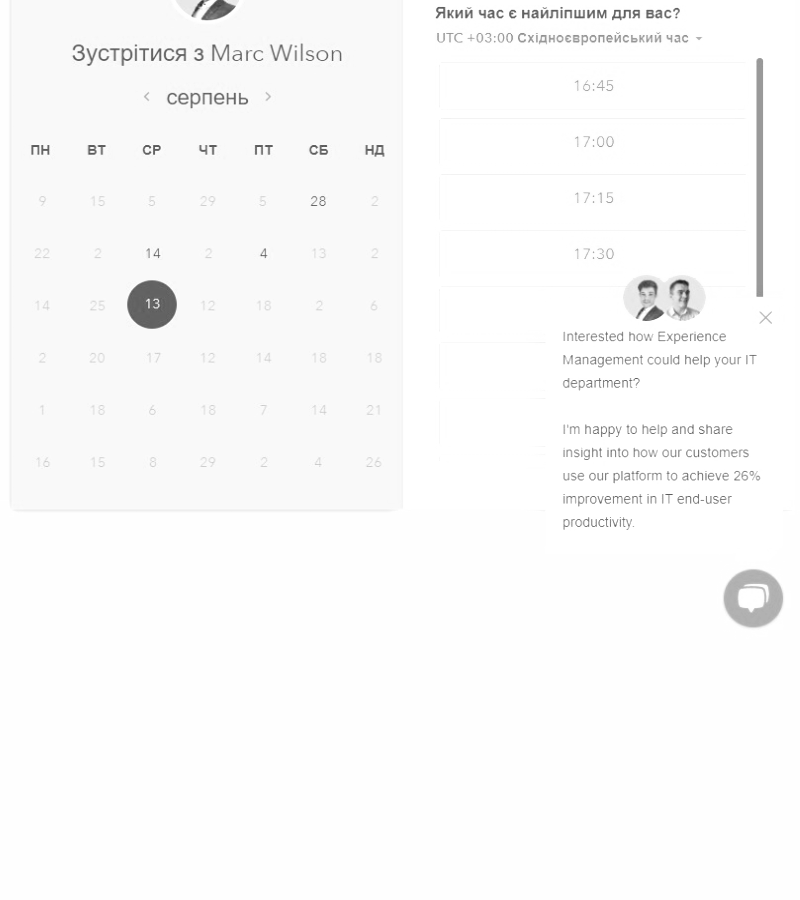 Зустрітися з Marc Wilson
серпень
ПН ВТ СР ЧТ ПТ СБ НД
9 15 5 29 5 28 2
22 2 14 2 4 13 2
14 25 13 12 18 2 6
2 20 17 12 14 18 18
1 18 6 18 7 14 21
16 15 8 29 2 4 26
Який час є найліпшим для вас?
UTC +03:00 Східноєвропейський час
16:45
17:00
17:15
17:30
Interested how Experience
Management could help your IT
department?
I'm happy to help and share
insight into how our customers
use our platform to achieve 26%
improvement in IT end-user
productivity.